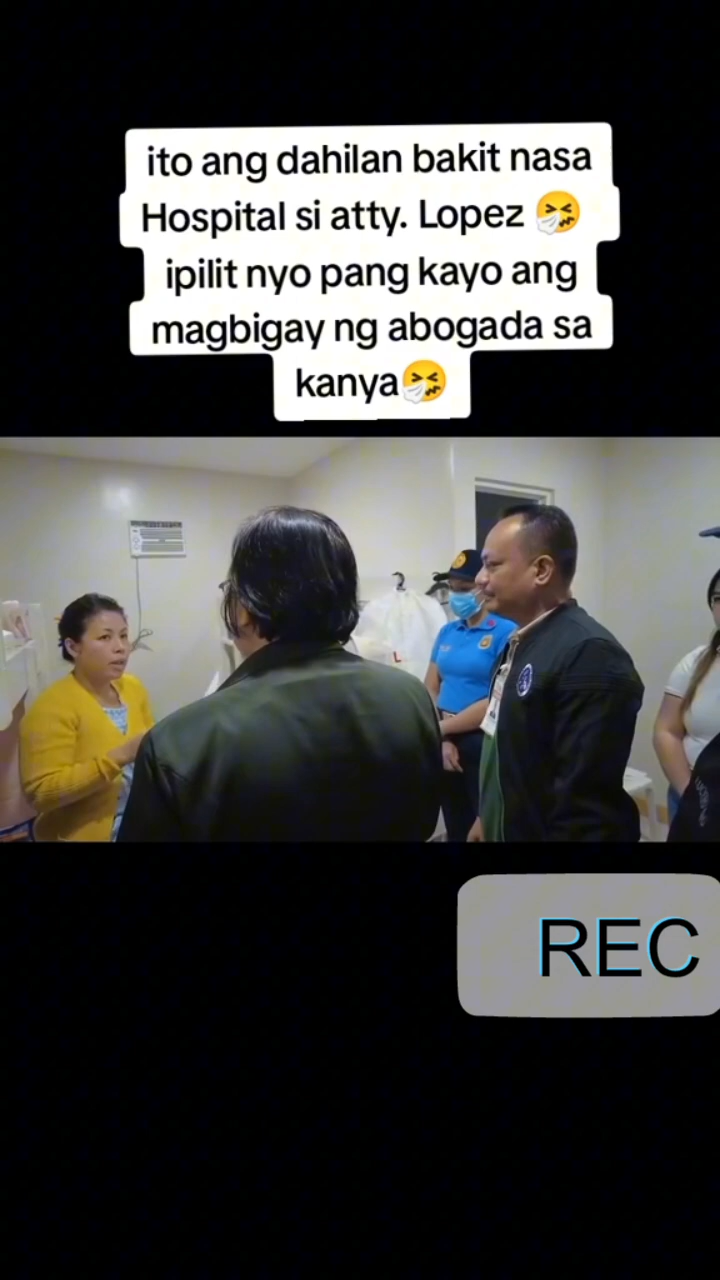 ito ang dahilan bakit nasa
Hospital si atty. Lopez 🤧
ipilit nyo pang kayo ang
magbigay ng abogada sa
kanya🤧
REC